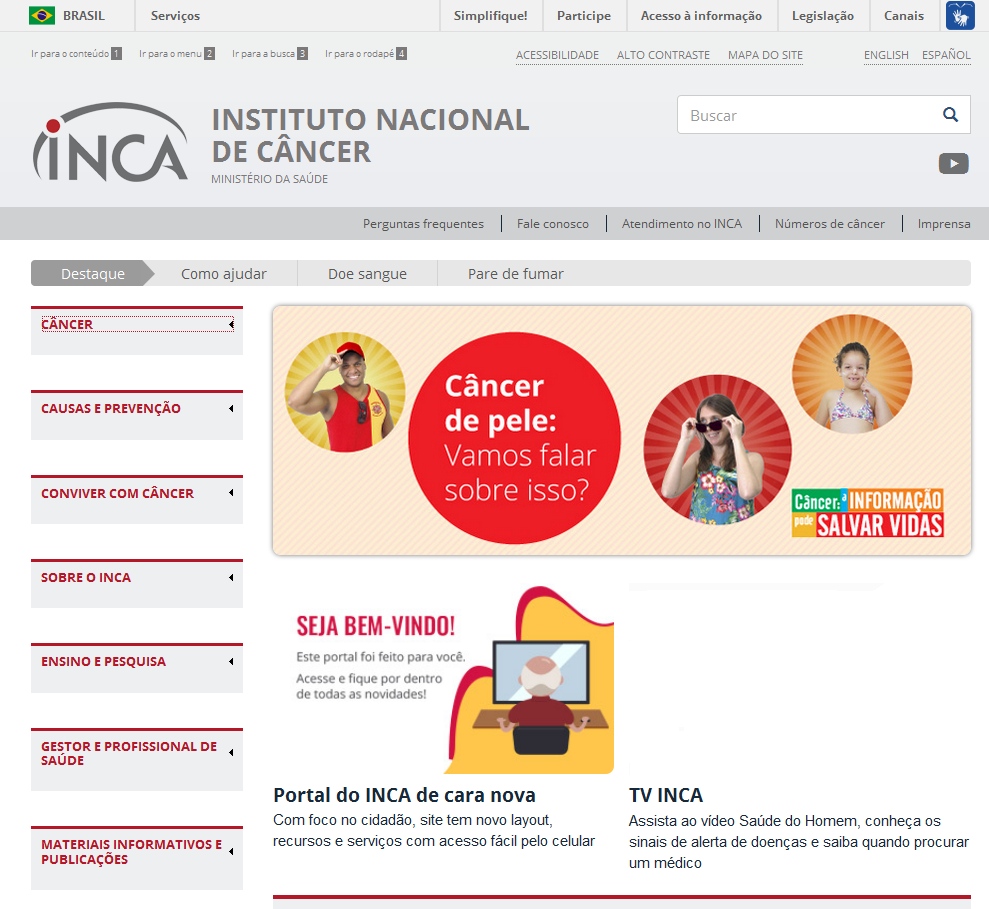 BRASIL Serviços Simplifique! Participe Acesso à informação Legislação Canais
Ir para o conteúdo 1 Ir para o menu 2 Ir para a busca 3 Ir para o rodapé 4 ACESSIBILIDADE ALTO CONTRASTE MAPA DO SITE ENGLISH ESPAÑOL
INCA
INSTITUTO NACIONAL
DE CÂNCER
MINISTÉRIO DA SAÚDE
Buscar
Perguntas frequentes Fale conosco Atendimento no INCA Números de câncer Imprensa
Destaque Como ajudar Doe sangue Pare de fumar
CÂNCER
CAUSAS E PREVENÇÃO
CONVIVER COM CÂNCER
SOBRE O INCA
ENSINO E PESQUISA
GESTOR E PROFISSIONAL DE
SAÚDE
MATERIAIS INFORMATIVOS E
PUBLICAÇÕES
Câncer
de pele:
Vamos falar
sobre isso?
Câncer: a INFORMAÇÃO
pode SALVAR VIDAS
SEJA BEM-VINDO!
Este portal foi feito para você.
Acesse e fique por dentro
de todas as novidades!
Portal do INCA de cara nova
Com foco no cidadão, site tem novo layout,
recursos e serviços com acesso fácil pelo celular
TV INCA
Assista ao vídeo Saúde do Homem, conheça os
sinais de alerta de doenças e saiba quando procurar
um médico